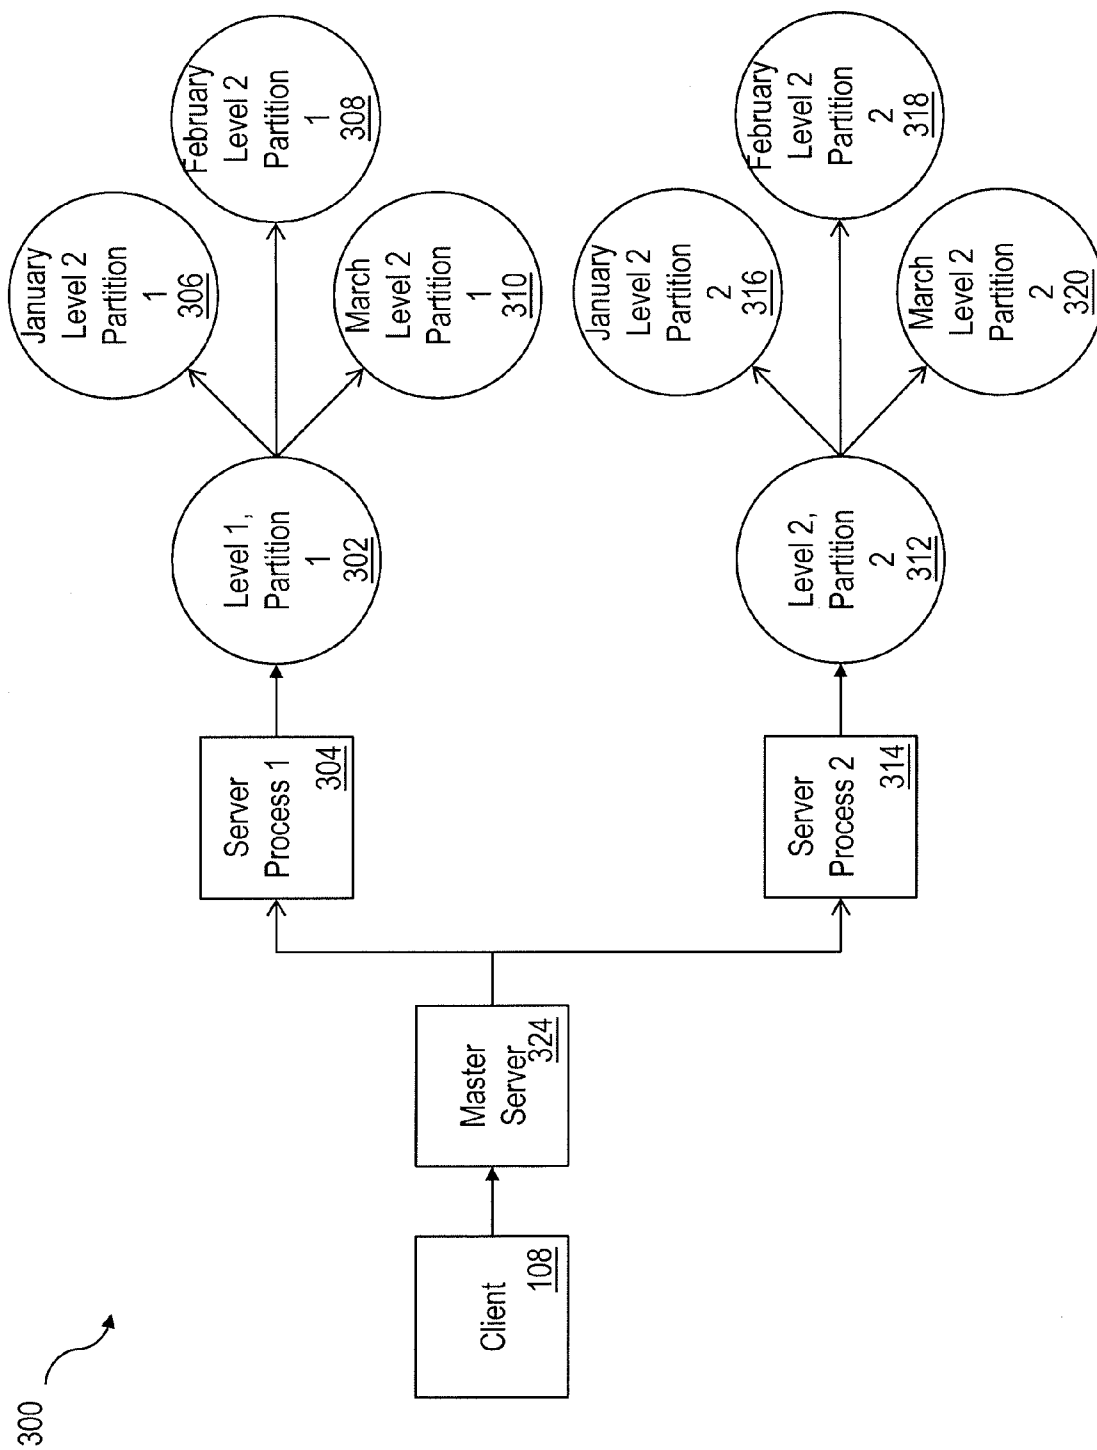 300
Client
108
Master
Server
324
Server
Process 1
304
Level 1,
Partition
1
302
January
Level 2
Partition
1
306
February
Level 2
Partition
1
308
March
Level 2
Partition
1
310
Server
Process 2
314
Level 2,
Partition
2
312
January
Level 2
Partition
2
316
February
Level 2
Partition
2
318
March
Level 2
Partition
2
320